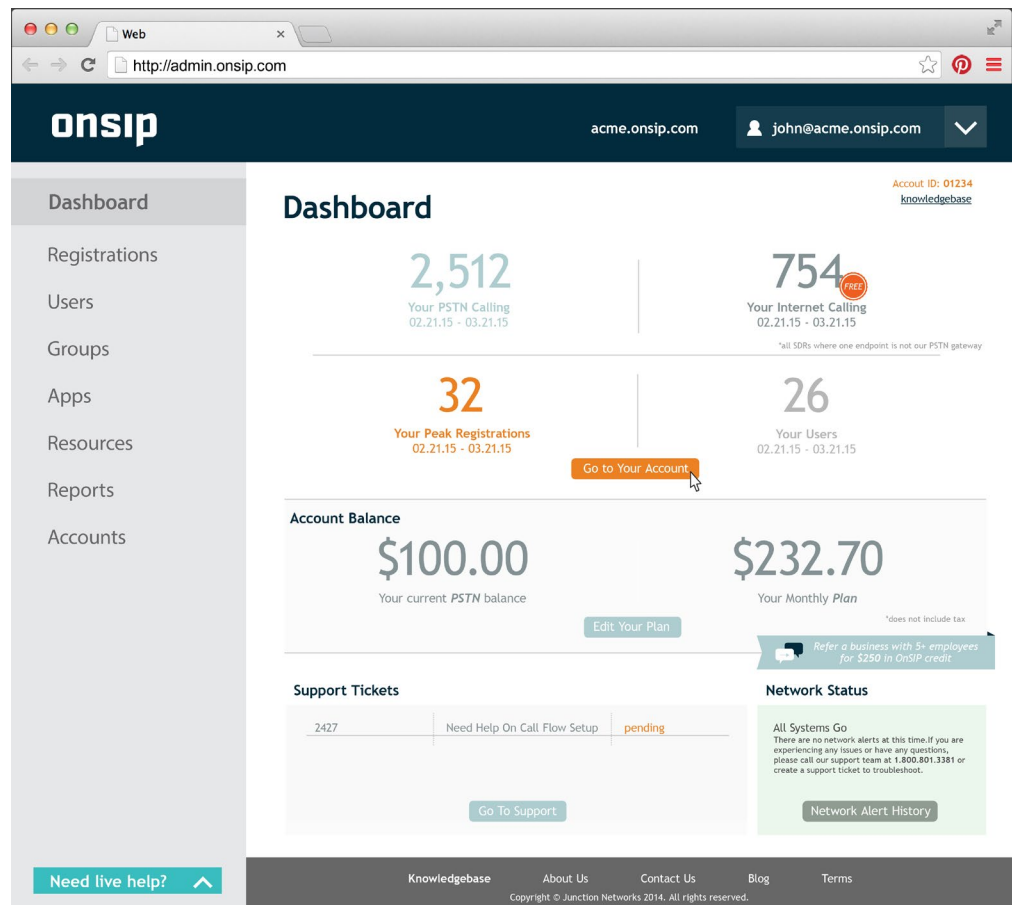 Web
http://admin.onsip.com
onsip
acme.onsip.com
john@acme.onsip.com
Dashboard
Registrations
Users
Groups
Apps
Resources
Reports
Accounts
Need live help?
Accout ID: 01234
knowledgebase
Dashboard
2,512
Your PSTN Calling
02.21.15 - 03.21.15
754
FREE
Your Internet Calling
02.21.15 - 03.21.15
*all SDRs where one endpoint is not our PSTN gateway
32
Your Peak Registrations
02.21.15 - 03.21.15
26
Your Users
02.21.15 - 03.21.15
Go to Your Account
Account Balance
$100.00
Your current PSTN balance
$232.70
Your Monthly Plan
*does not include tax
Edit Your Plan
Refer a business with 5+ employees
for $250 in OnSIP credit
Support Tickets
2427 Need Help On Call Flow Setup pending
Go To Support
Network Status
All Systems Go
There are no network alerts at this time.If you are
experiencing any issues or have any questions,
please call our support team at 1.800.801.3381 or
create a support ticket to troubleshoot.
Network Alert History
Knowledgebase About Us Contact Us Blog Terms
Copyright © Junction Networks 2014. All rights reserved.